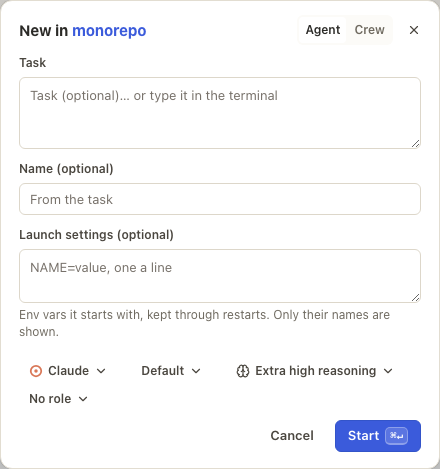 New in monorepo
Agent Crew
Task
Task (optional)... or type it in the terminal
Name (optional)
From the task
Launch settings (optional)
NAME=value, one a line
Env vars it starts with, kept through restarts. Only their names are
shown.
Claude Default Extra high reasoning
No role
Cancel Start ⌘↵